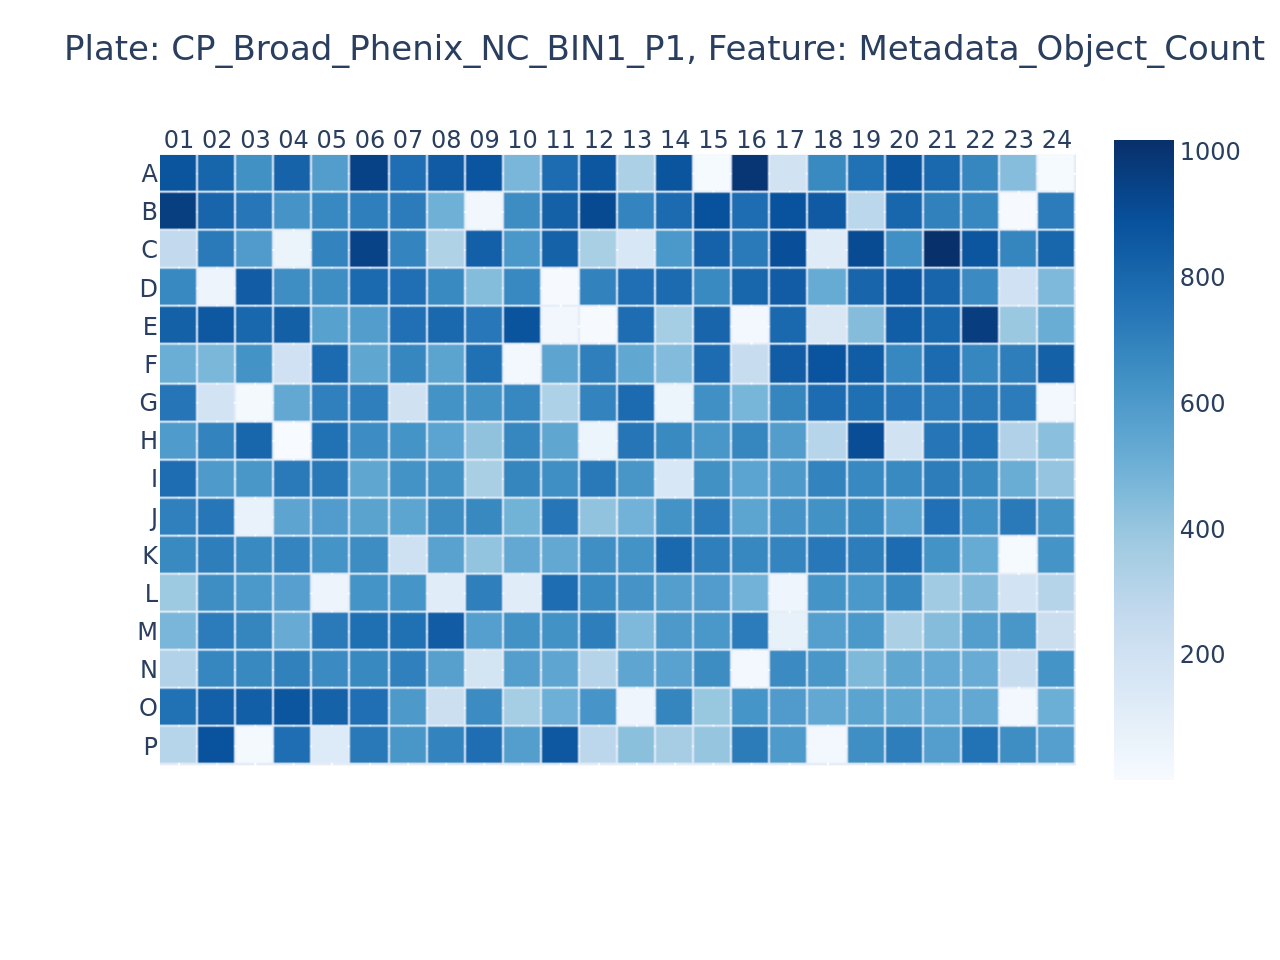 Plate: CP_Broad_Phenix_NC_BIN1_P1, Feature: Metadata_Object_Count
01 02 03 04 05 06 07 08 09 10 11 12 13 14 15 16 17 18 19 20 21 22 23 24
A
B
C
D
E
F
G
H
I
J
K
L
M
N
O
P
1000
800
600
400
200